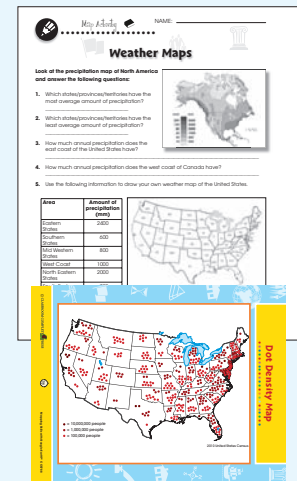 Map Activity
NAME:
Weather Maps
Look at the precipitation map of North America
and answer the following questions:
1. Which states/provinces/territories have the
most average amount of precipitation?
2. Which states/provinces/territories have the
least average amount of precipitation?
3. How much annual precipitation does the
east coast of the United States have?
4. How much annual precipitation does the west coast of Canada have?
5. Use the following information to draw your own weather map of the United States.
Area
Amount of
precipitation
(mm)
Eastern
States
2400
Southern
States
600
Mid Western
States
800
West Coast
1000
North Eastern
States
2000
Dot Density Map
= 10,000,000 people
= 1,000,000 people
= 100,000 people
2010 United States Census